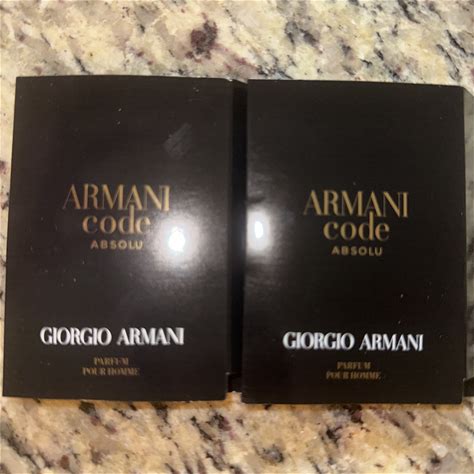 ARMANI
code
ABSOLU
GIORGIO ARMANI
PARFUM
POUR HOMME
ARMANI
code
ABSOLU
GIORGIO ARMANI
PARFUM
POUR HOMME